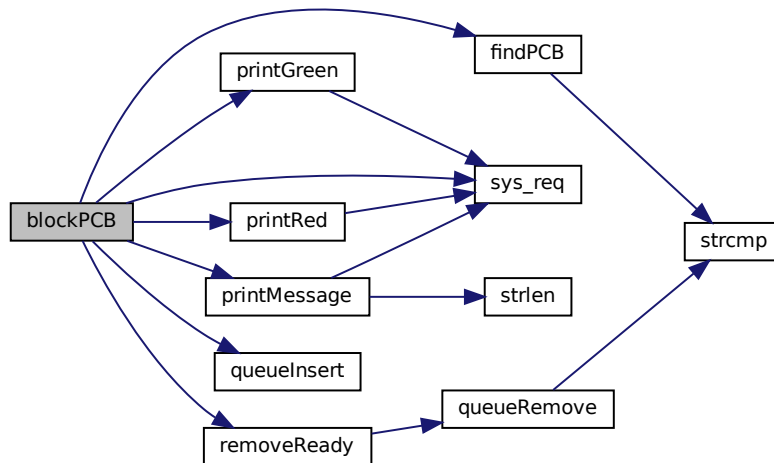 findPCB
printGreen
sys_req
blockPCB
printRed
strcmp
printMessage
strlen
queueInsert
queueRemove
removeReady